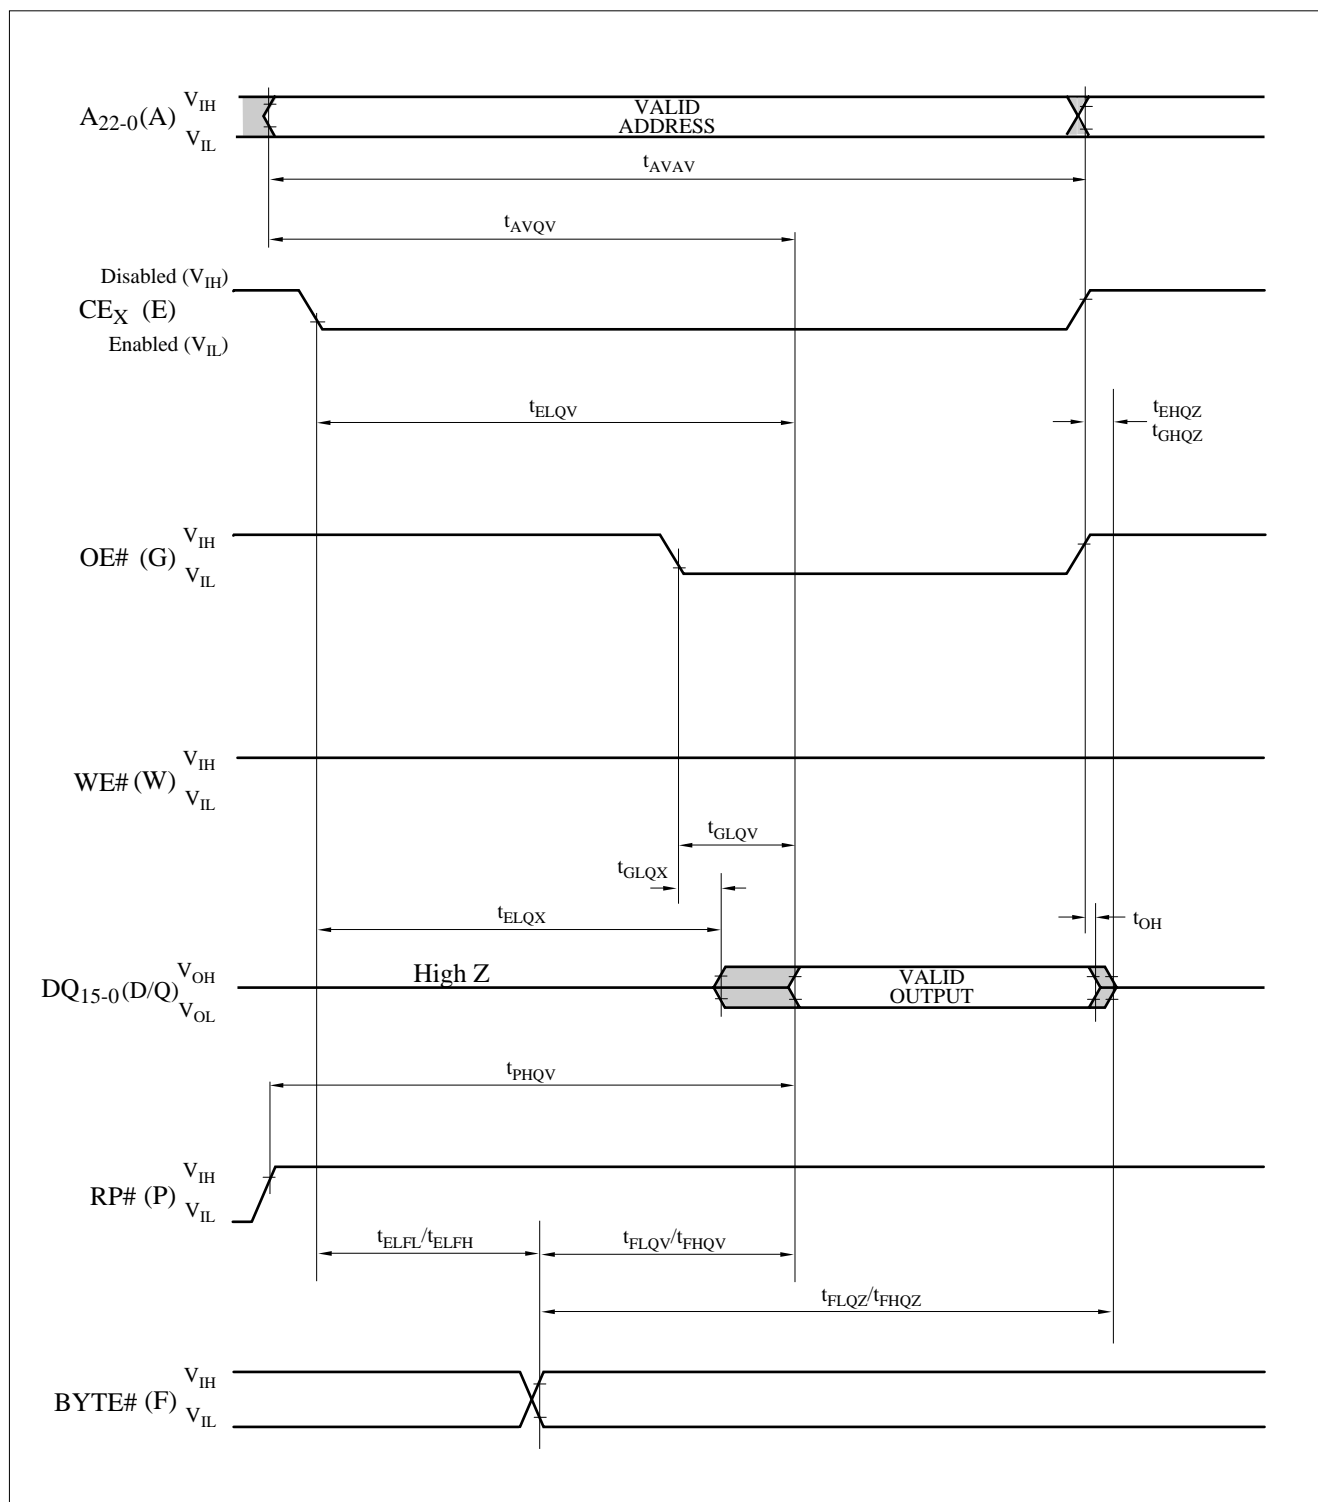 A22-0(A)
VIH
VIL
VALID
ADDRESS
tAVAV
tAVQV
Disabled (VIH)
CEX (E)
Enabled (VIL)
tELQV
tEHQZ
tGHQZ
VIH
OE# (G)
VIL
VIH
WE# (W)
VIL
tGLQV
tGLQX
tELQX
tOH
VOH
DQ15-0(D/Q)
VOL
High Z
VALID
OUTPUT
tPHQV
VIH
RP# (P)
VIL
tELFL/tELFH
tFLQV/tFHQV
tFLQZ/tFHQZ
VIH
BYTE# (F)
VIL